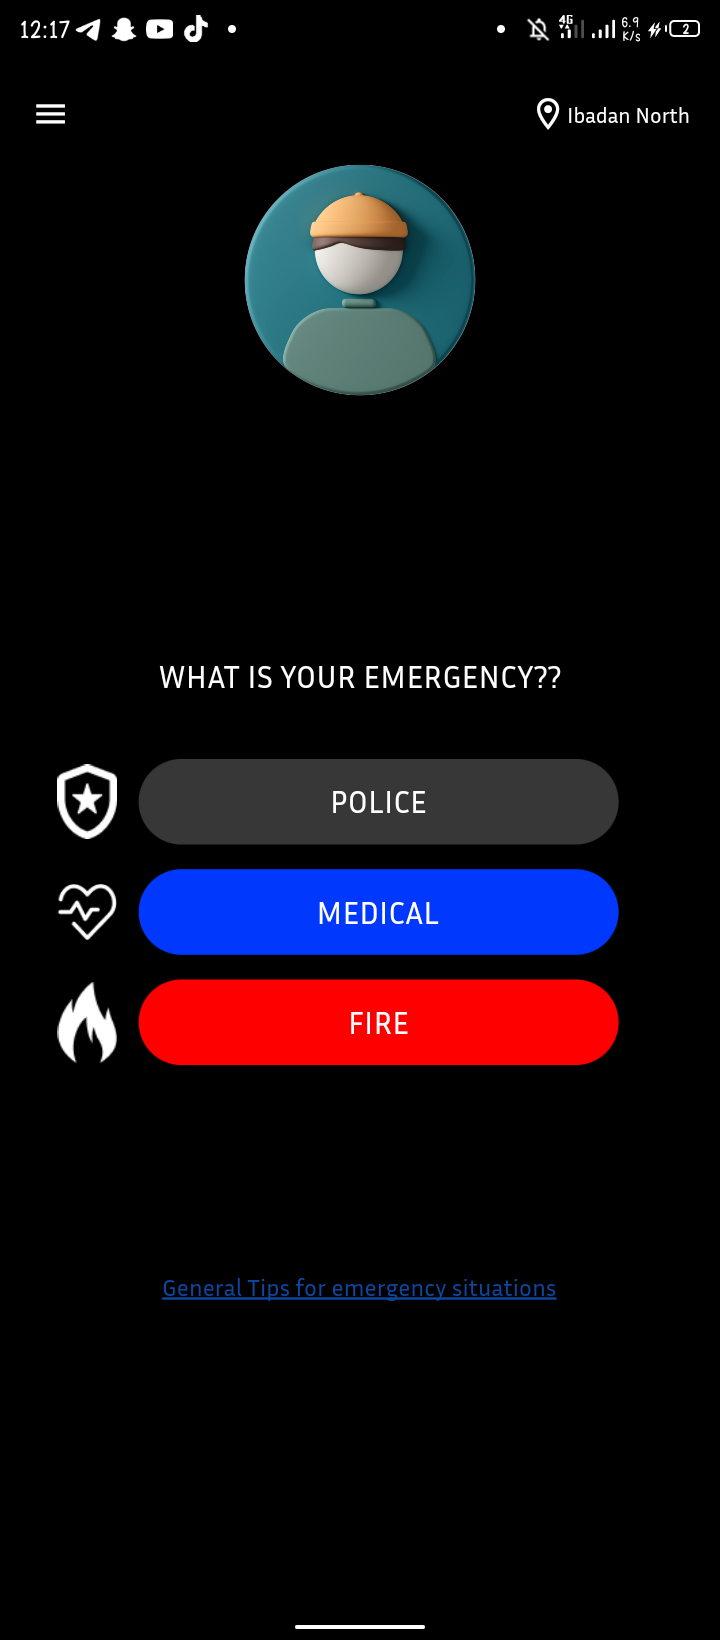 12:17 4G 6.9 K/s 2
Ibadan North
WHAT IS YOUR EMERGENCY??
POLICE
MEDICAL
FIRE
General Tips for emergency situations